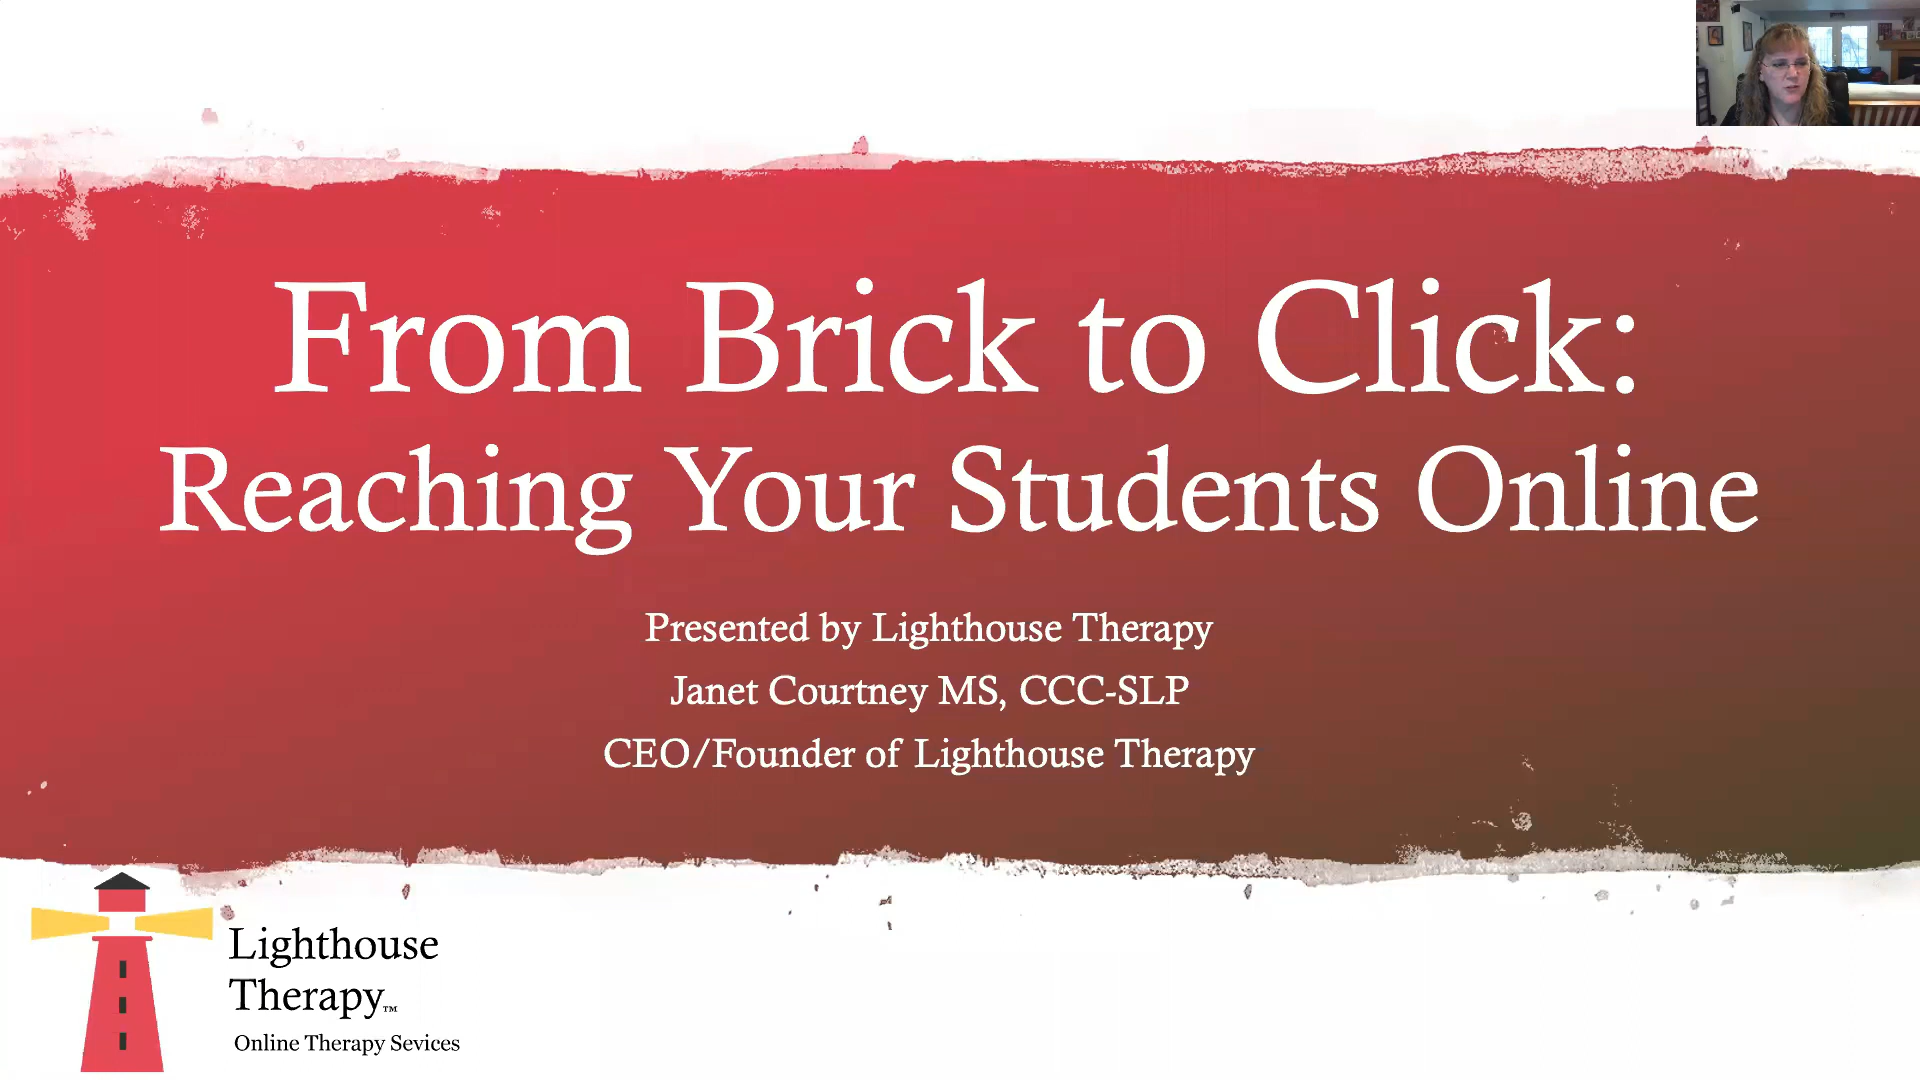 From Brick to Click:
Reaching Your Students Online
Presented by Lighthouse Therapy
Janet Courtney MS, CCC-SLP
CEO/Founder of Lighthouse Therapy
Lighthouse
Therapy™
Online Therapy Sevices